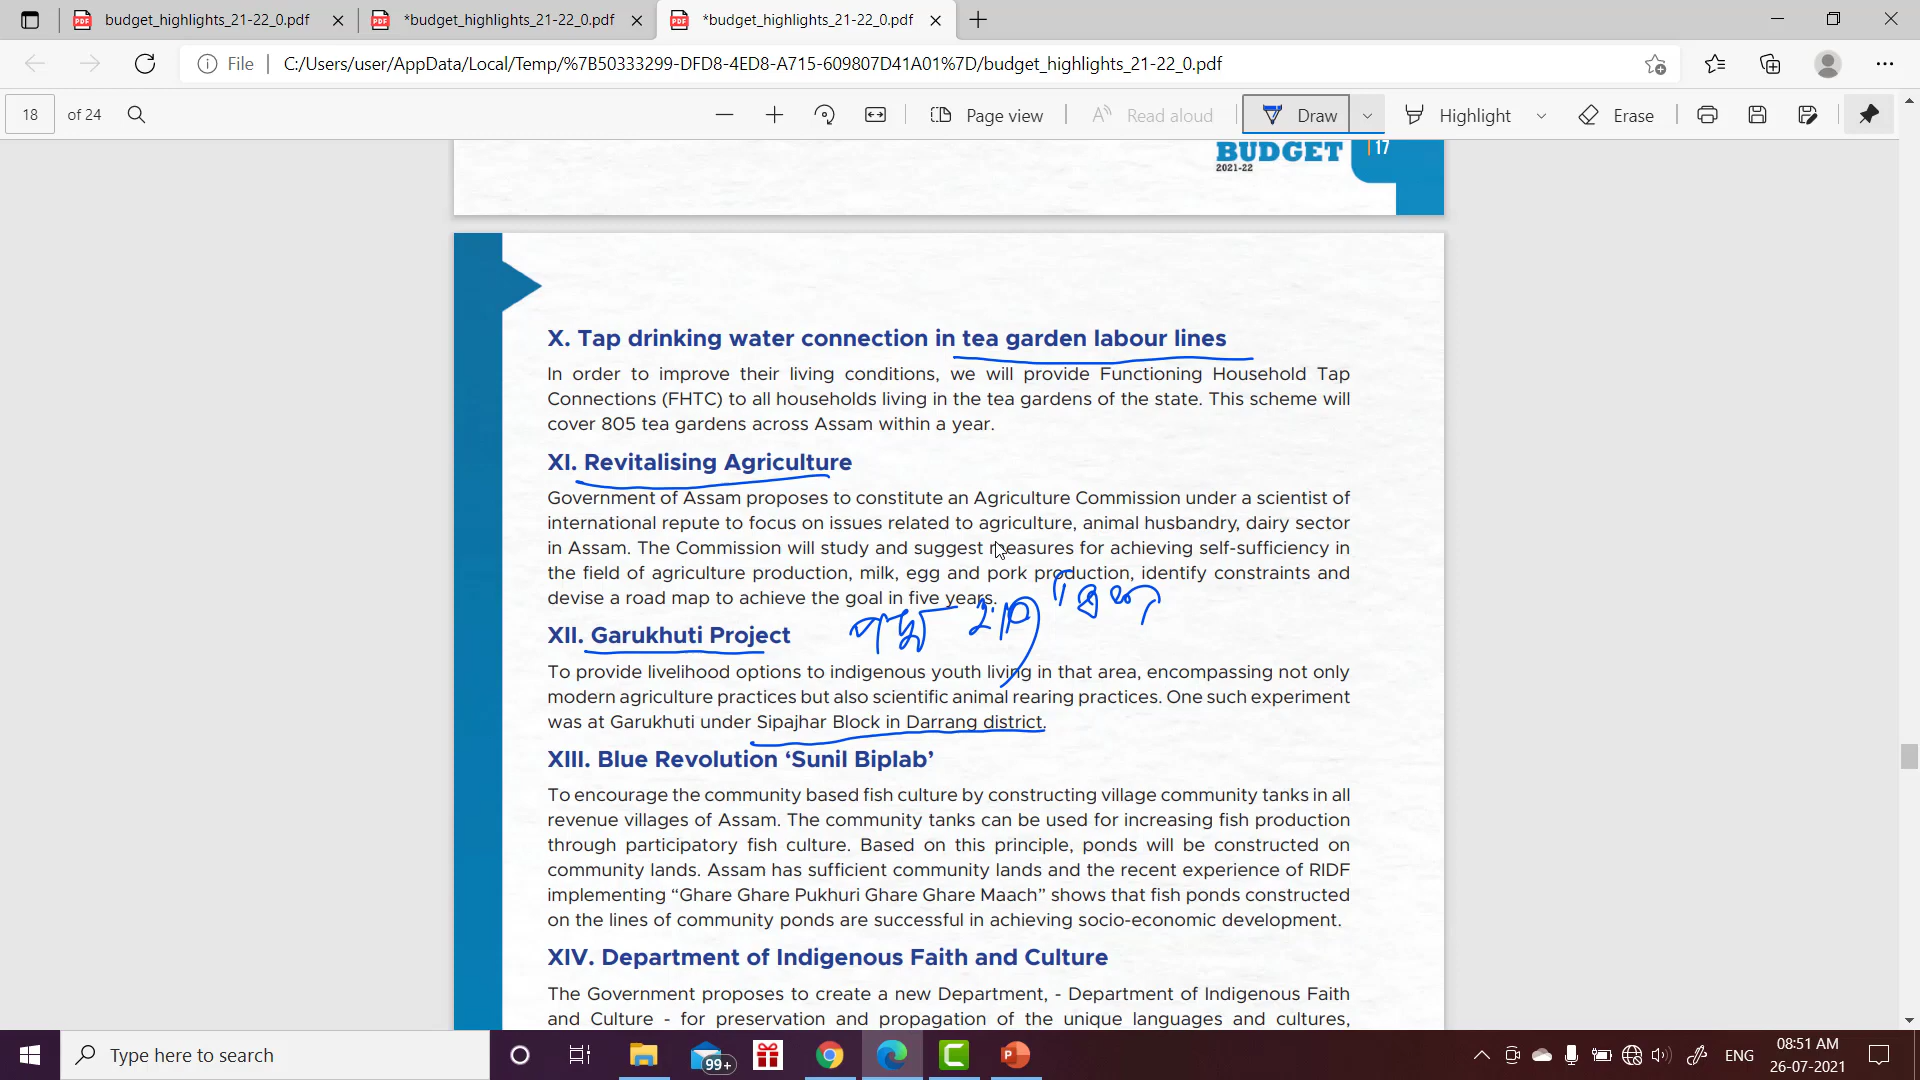 budget_highlights_21-22_0.pdf
*budget_highlights_21-22_0.pdf
*budget_highlights_21-22_0.pdf
File
C:/Users/user/AppData/Local/Temp/%7B50333299-DFD8-4ED8-A715-609807D41A01%7D/budget_highlights_21-22_0.pdf
18 of 24
Page view
Read aloud
Draw
Highlight
Erase
BUDGET
2021-22
17
X. Tap drinking water connection in tea garden labour lines
In order to improve their living conditions, we will provide Functioning Household Tap
Connections (FHTC) to all households living in the tea gardens of the state. This scheme will
cover 805 tea gardens across Assam within a year.
XI. Revitalising Agriculture
Government of Assam proposes to constitute an Agriculture Commission under a scientist of
international repute to focus on issues related to agriculture, animal husbandry, dairy sector
in Assam. The Commission will study and suggest measures for achieving self-sufficiency in
the field of agriculture production, milk, egg and pork production, identify constraints and
devise a road map to achieve the goal in five years.
XII. Garukhuti Project
To provide livelihood options to indigenous youth living in that area, encompassing not only
modern agriculture practices but also scientific animal rearing practices. One such experiment
was at Garukhuti under Sipajhar Block in Darrang district.
XIII. Blue Revolution ‘Sunil Biplab’
To encourage the community based fish culture by constructing village community tanks in all
revenue villages of Assam. The community tanks can be used for increasing fish production
through participatory fish culture. Based on this principle, ponds will be constructed on
community lands. Assam has sufficient community lands and the recent experience of RIDF
implementing “Ghare Ghare Pukhuri Ghare Ghare Maach” shows that fish ponds constructed
on the lines of community ponds are successful in achieving socio-economic development.
XIV. Department of Indigenous Faith and Culture
The Government proposes to create a new Department, - Department of Indigenous Faith
and Culture - for preservation and propagation of the unique languages and cultures,
Type here to search
99+
ENG
08:51 AM
26-07-2021